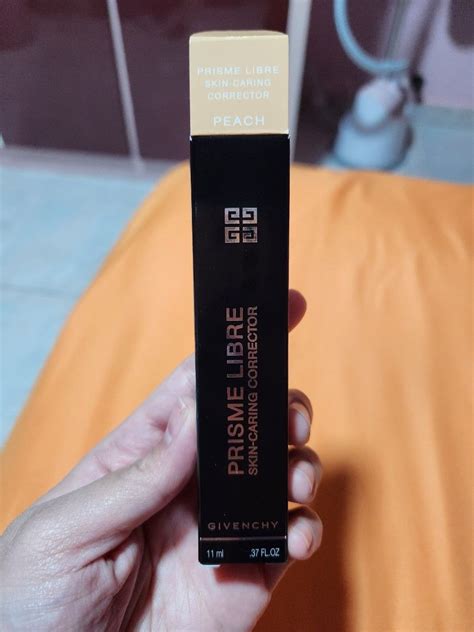 PRISME LIBRE
SKIN-CARING
CORRECTOR
PEACH
PRISME LIBRE
SKIN-CARING CORRECTOR
GIVENCHY
11 ml .37 FL.OZ